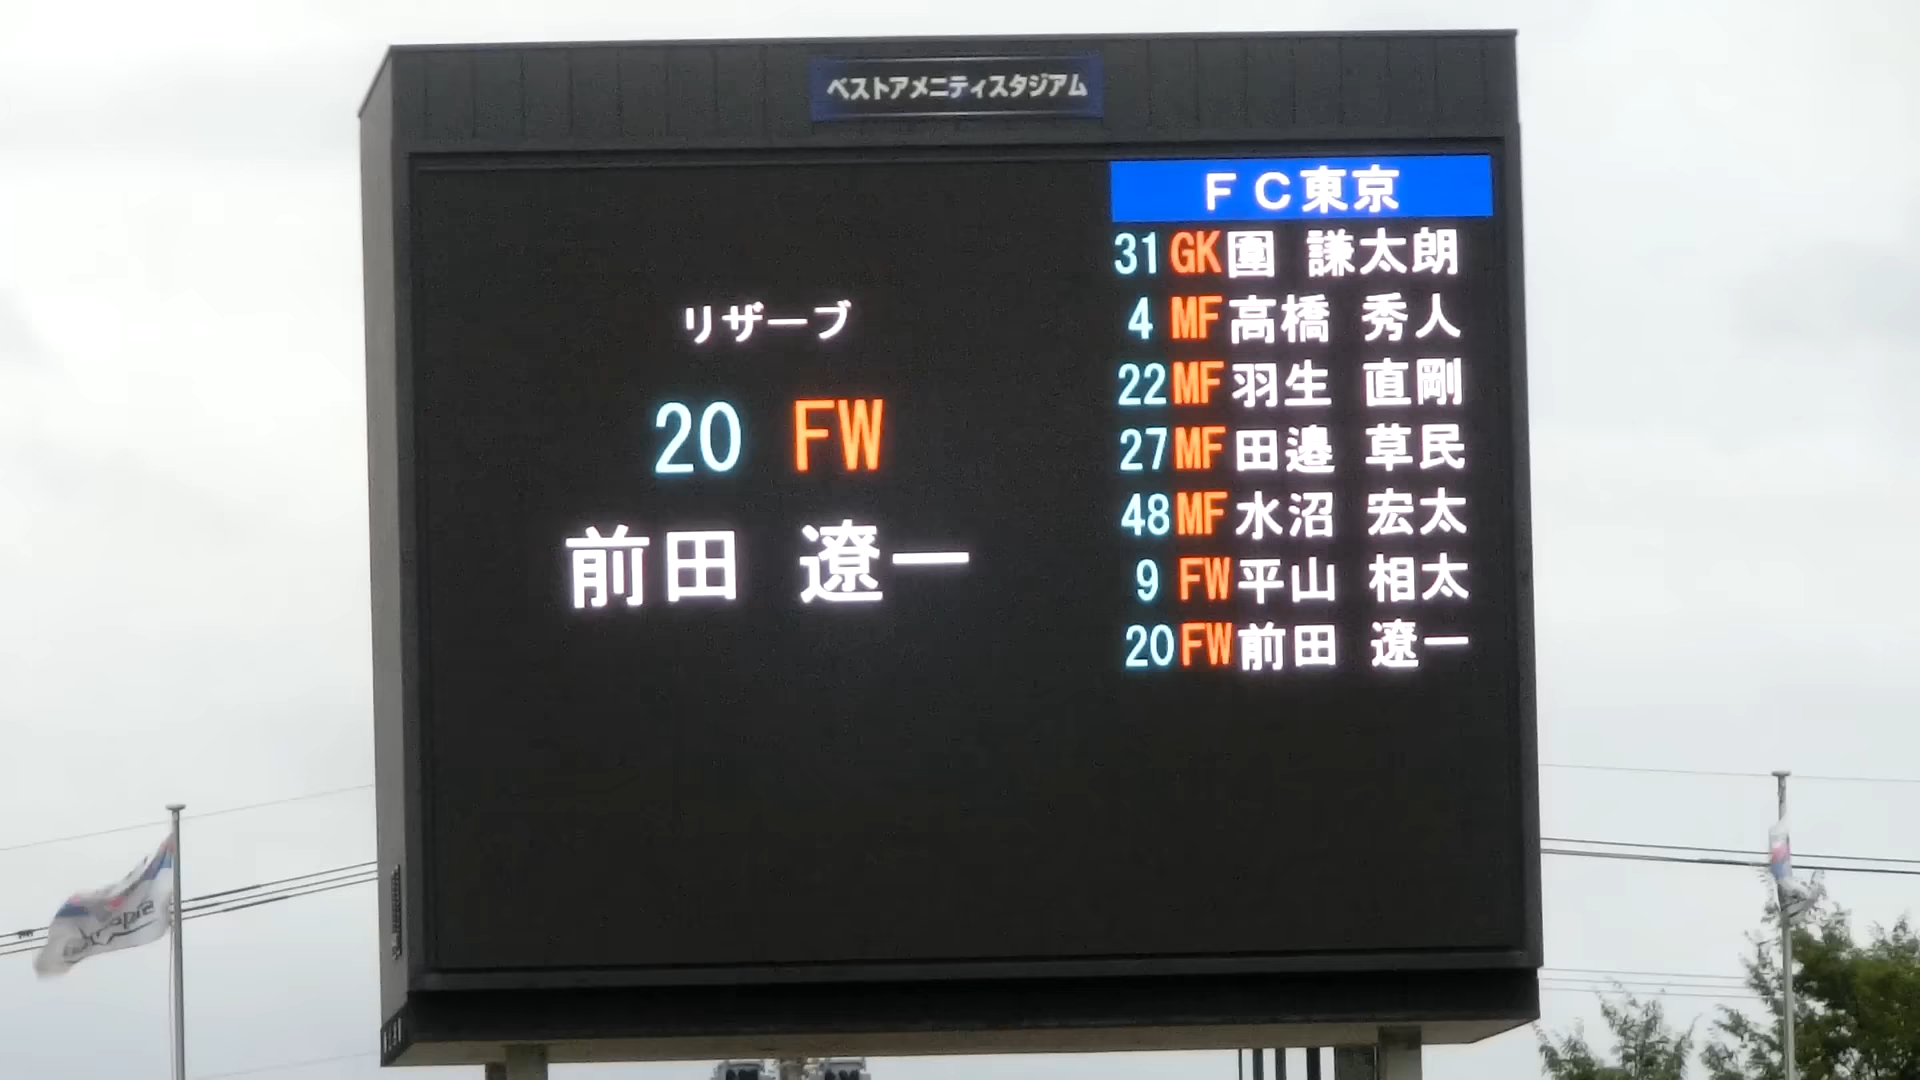 ベストアメニティスタジアム
リザーブ
20 FW
前田 遼一
FC東京
31 GK 圍 謙太朗
4 MF 高橋 秀人
22 MF 羽生 直剛
27 MF 田邉 草民
48 MF 水沼 宏太
9 FW 平山 相太
20 FW 前田 遼一